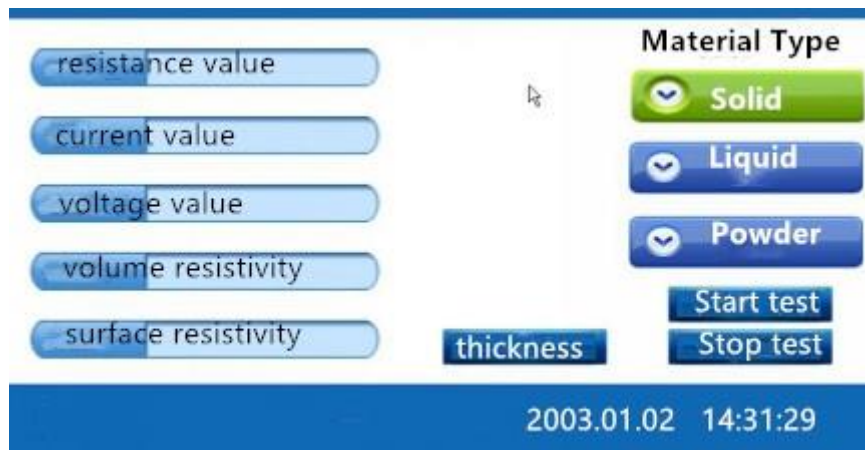 resistance value
current value
voltage value
volume resistivity
surface resistivity
thickness
Material Type
Solid
Liquid
Powder
Start test
Stop test
2003.01.02 14:31:29